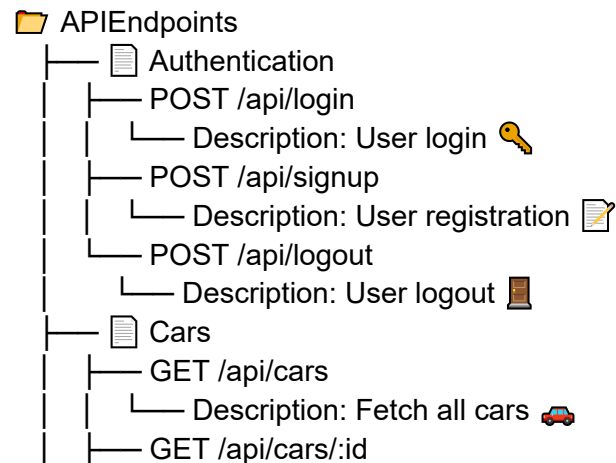 📂 APIEndpoints
├── 📄 Authentication
│ ├── POST /api/login
│ │ └── Description: User login 🔑
│ ├── POST /api/signup
│ │ └── Description: User registration 📝
│ └── POST /api/logout
│ └── Description: User logout 🚪
├── 📄 Cars
│ ├── GET /api/cars
│ │ └── Description: Fetch all cars 🚗
│ ├── GET /api/cars/:id